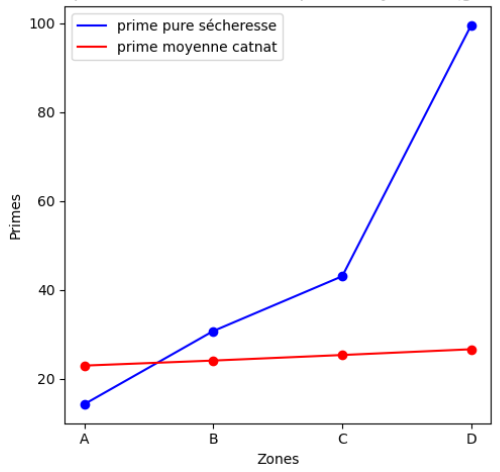 prime pure sécheresse
prime moyenne catnat
100
80
60
40
20
Primes
A B C D
Zones